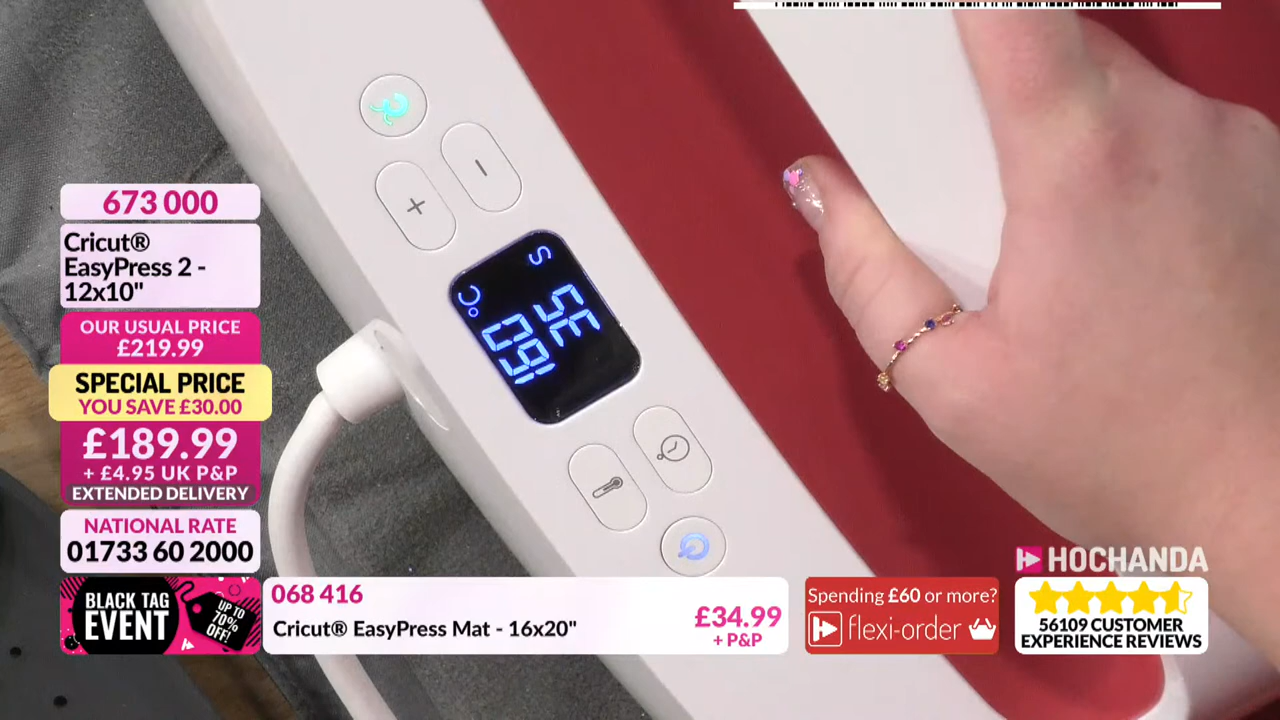 190 °C
35 S
673 000
Cricut®
EasyPress 2 -
12x10"
OUR USUAL PRICE
£219.99
SPECIAL PRICE
YOU SAVE £30.00
£189.99
+ £4.95 UK P&P
EXTENDED DELIVERY
NATIONAL RATE
01733 60 2000
BLACK TAG
EVENT
UP TO
70%
OFF!
068 416
Cricut® EasyPress Mat - 16x20"
£34.99
+ P&P
Spending £60 or more?
flexi-order
HOCHANDA
56109 CUSTOMER
EXPERIENCE REVIEWS